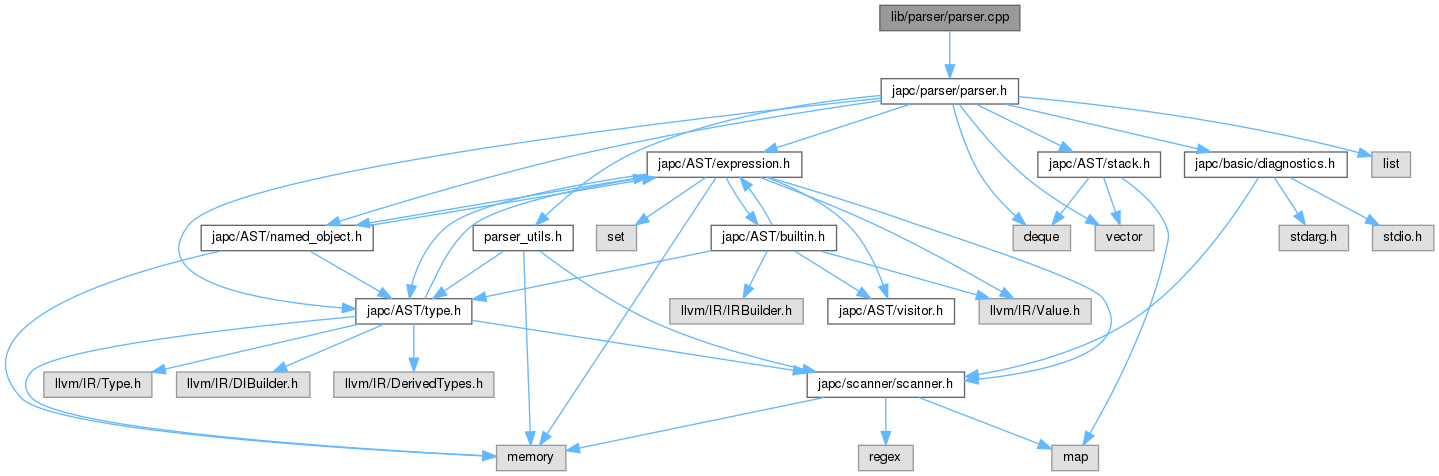 lib/parser/parser.cpp
japc/parser/parser.h
japc/AST/expression.h
japc/AST/stack.h
japc/basic/diagnostics.h
list
japc/AST/named_object.h
parser_utils.h
set
japc/AST/builtin.h
deque
vector
stdarg.h
stdio.h
japc/AST/type.h
llvm/IR/IRBuilder.h
japc/AST/visitor.h
llvm/IR/Value.h
llvm/IR/Type.h
llvm/IR/DIBuilder.h
llvm/IR/DerivedTypes.h
japc/scanner/scanner.h
memory
regex
map